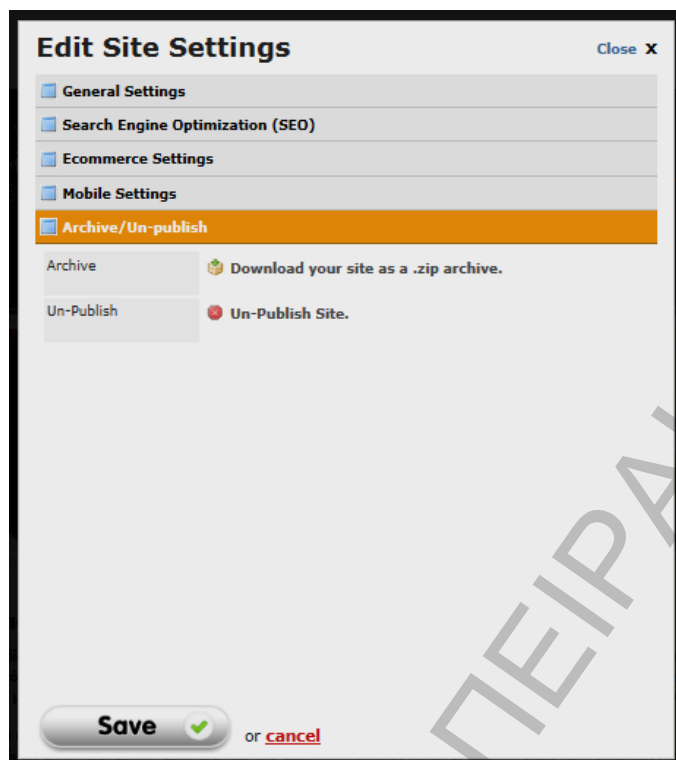 Edit Site Settings
Close X
General Settings
Search Engine Optimization (SEO)
Ecommerce Settings
Mobile Settings
Archive/Un-publish
Archive
Download your site as a .zip archive.
Un-Publish
Un-Publish Site.
Save
or cancel